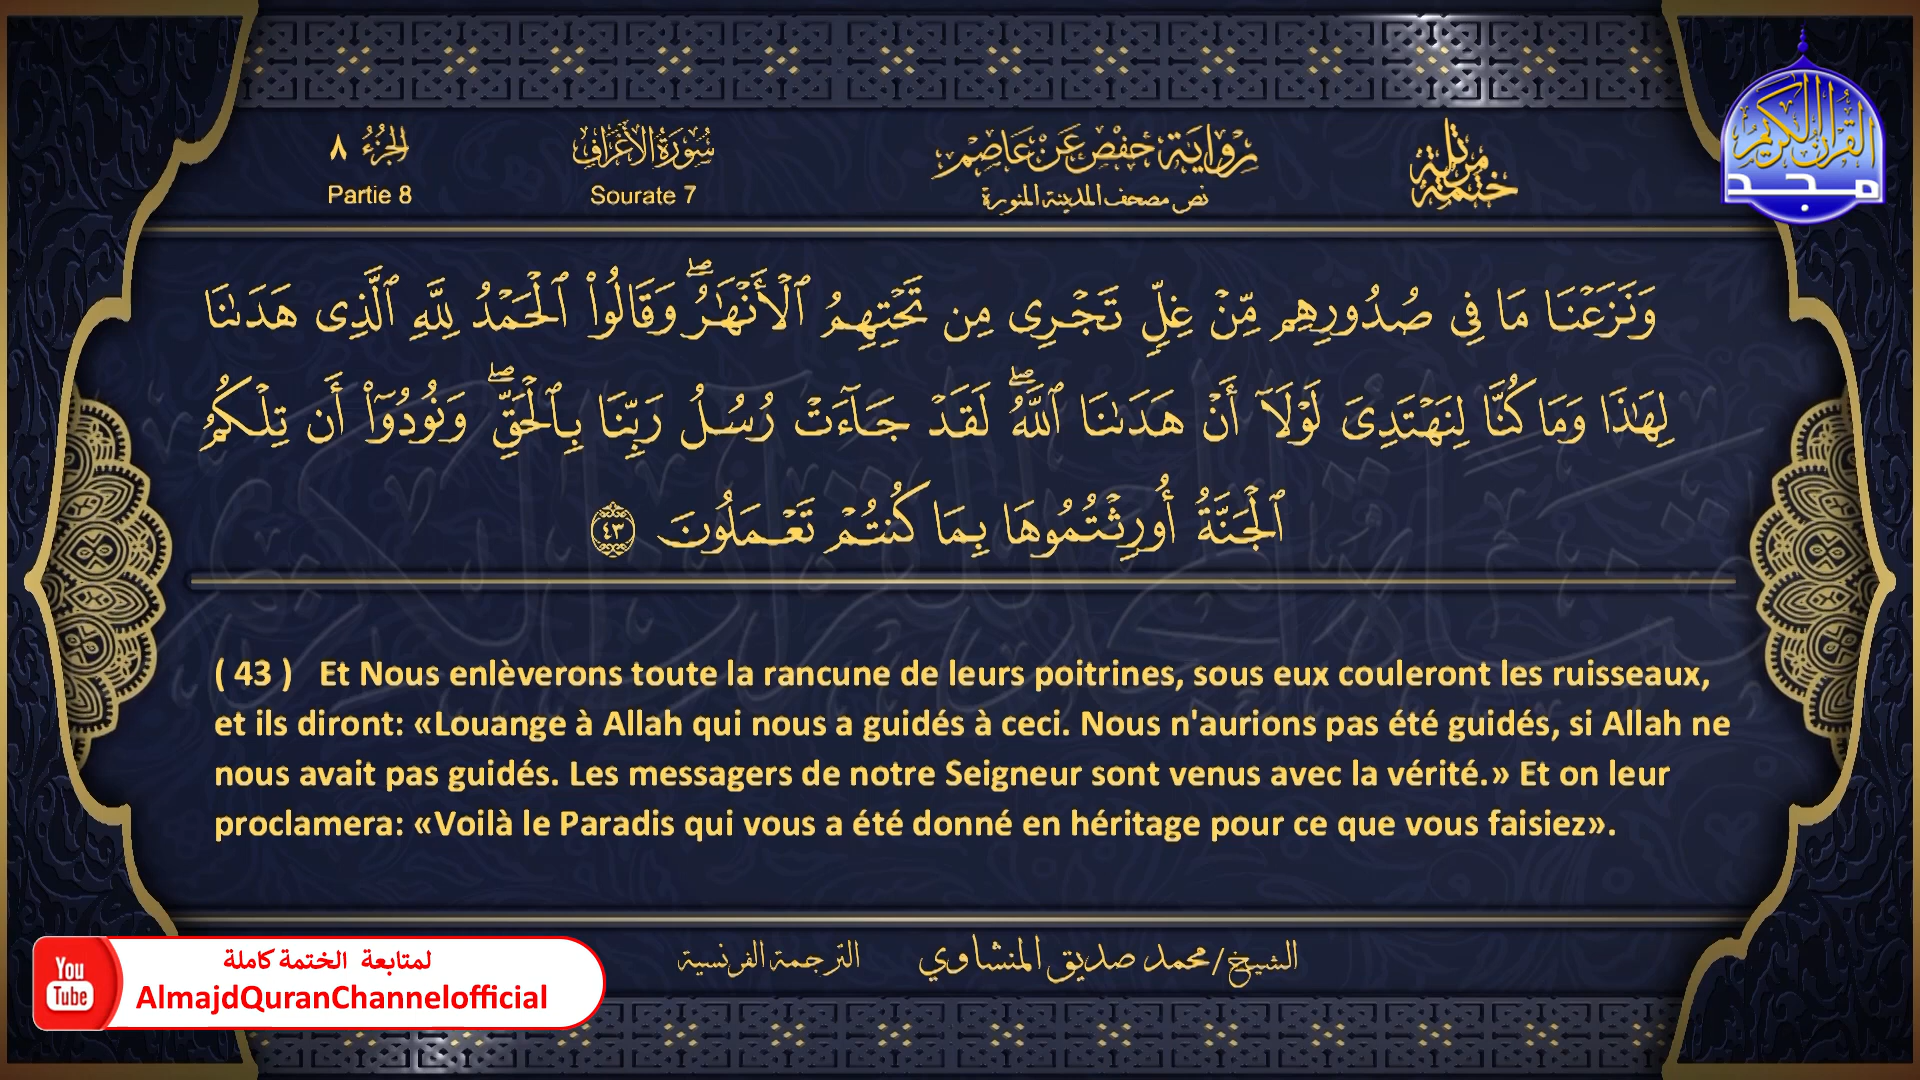 الجزء ٨
Partie 8
سورة الأعراف
Sourate 7
رواية حفص عن عاصم
نص مصحف المدينة المنورة
ختمة مرتلة
القرآن الكريم
مجد
وَنَزَعۡنَا مَا فِي صُدُورِهِم مِّنۡ غِلّٖ تَجۡرِي مِن تَحۡتِهِمُ ٱلۡأَنۡهَٰرُۖ وَقَالُواْ ٱلۡحَمۡدُ لِلَّهِ ٱلَّذِي هَدَىٰنَا
لِهَٰذَا وَمَا كُنَّا لِنَهۡتَدِيَ لَوۡلَآ أَنۡ هَدَىٰنَا ٱللَّهُۖ لَقَدۡ جَآءَتۡ رُسُلُ رَبِّنَا بِٱلۡحَقِّۖ وَنُودُوٓاْ أَن تِلۡكُمُ
ٱلۡجَنَّةُ أُورِثۡتُمُوهَا بِمَا كُنتُمۡ تَعۡمَلُونَ ٤٣
( 43 ) Et Nous enlèverons toute la rancune de leurs poitrines, sous eux couleront les ruisseaux,
et ils diront: «Louange à Allah qui nous a guidés à ceci. Nous n'aurions pas été guidés, si Allah ne
nous avait pas guidés. Les messagers de notre Seigneur sont venus avec la vérité.» Et on leur
proclamera: «Voilà le Paradis qui vous a été donné en héritage pour ce que vous faisiez».
الشيخ/محمد صديق المنشاوي
الترجمة الفرنسية
You
Tube
لمتابعة الختمة كاملة
AlmajdQuranChannelofficial